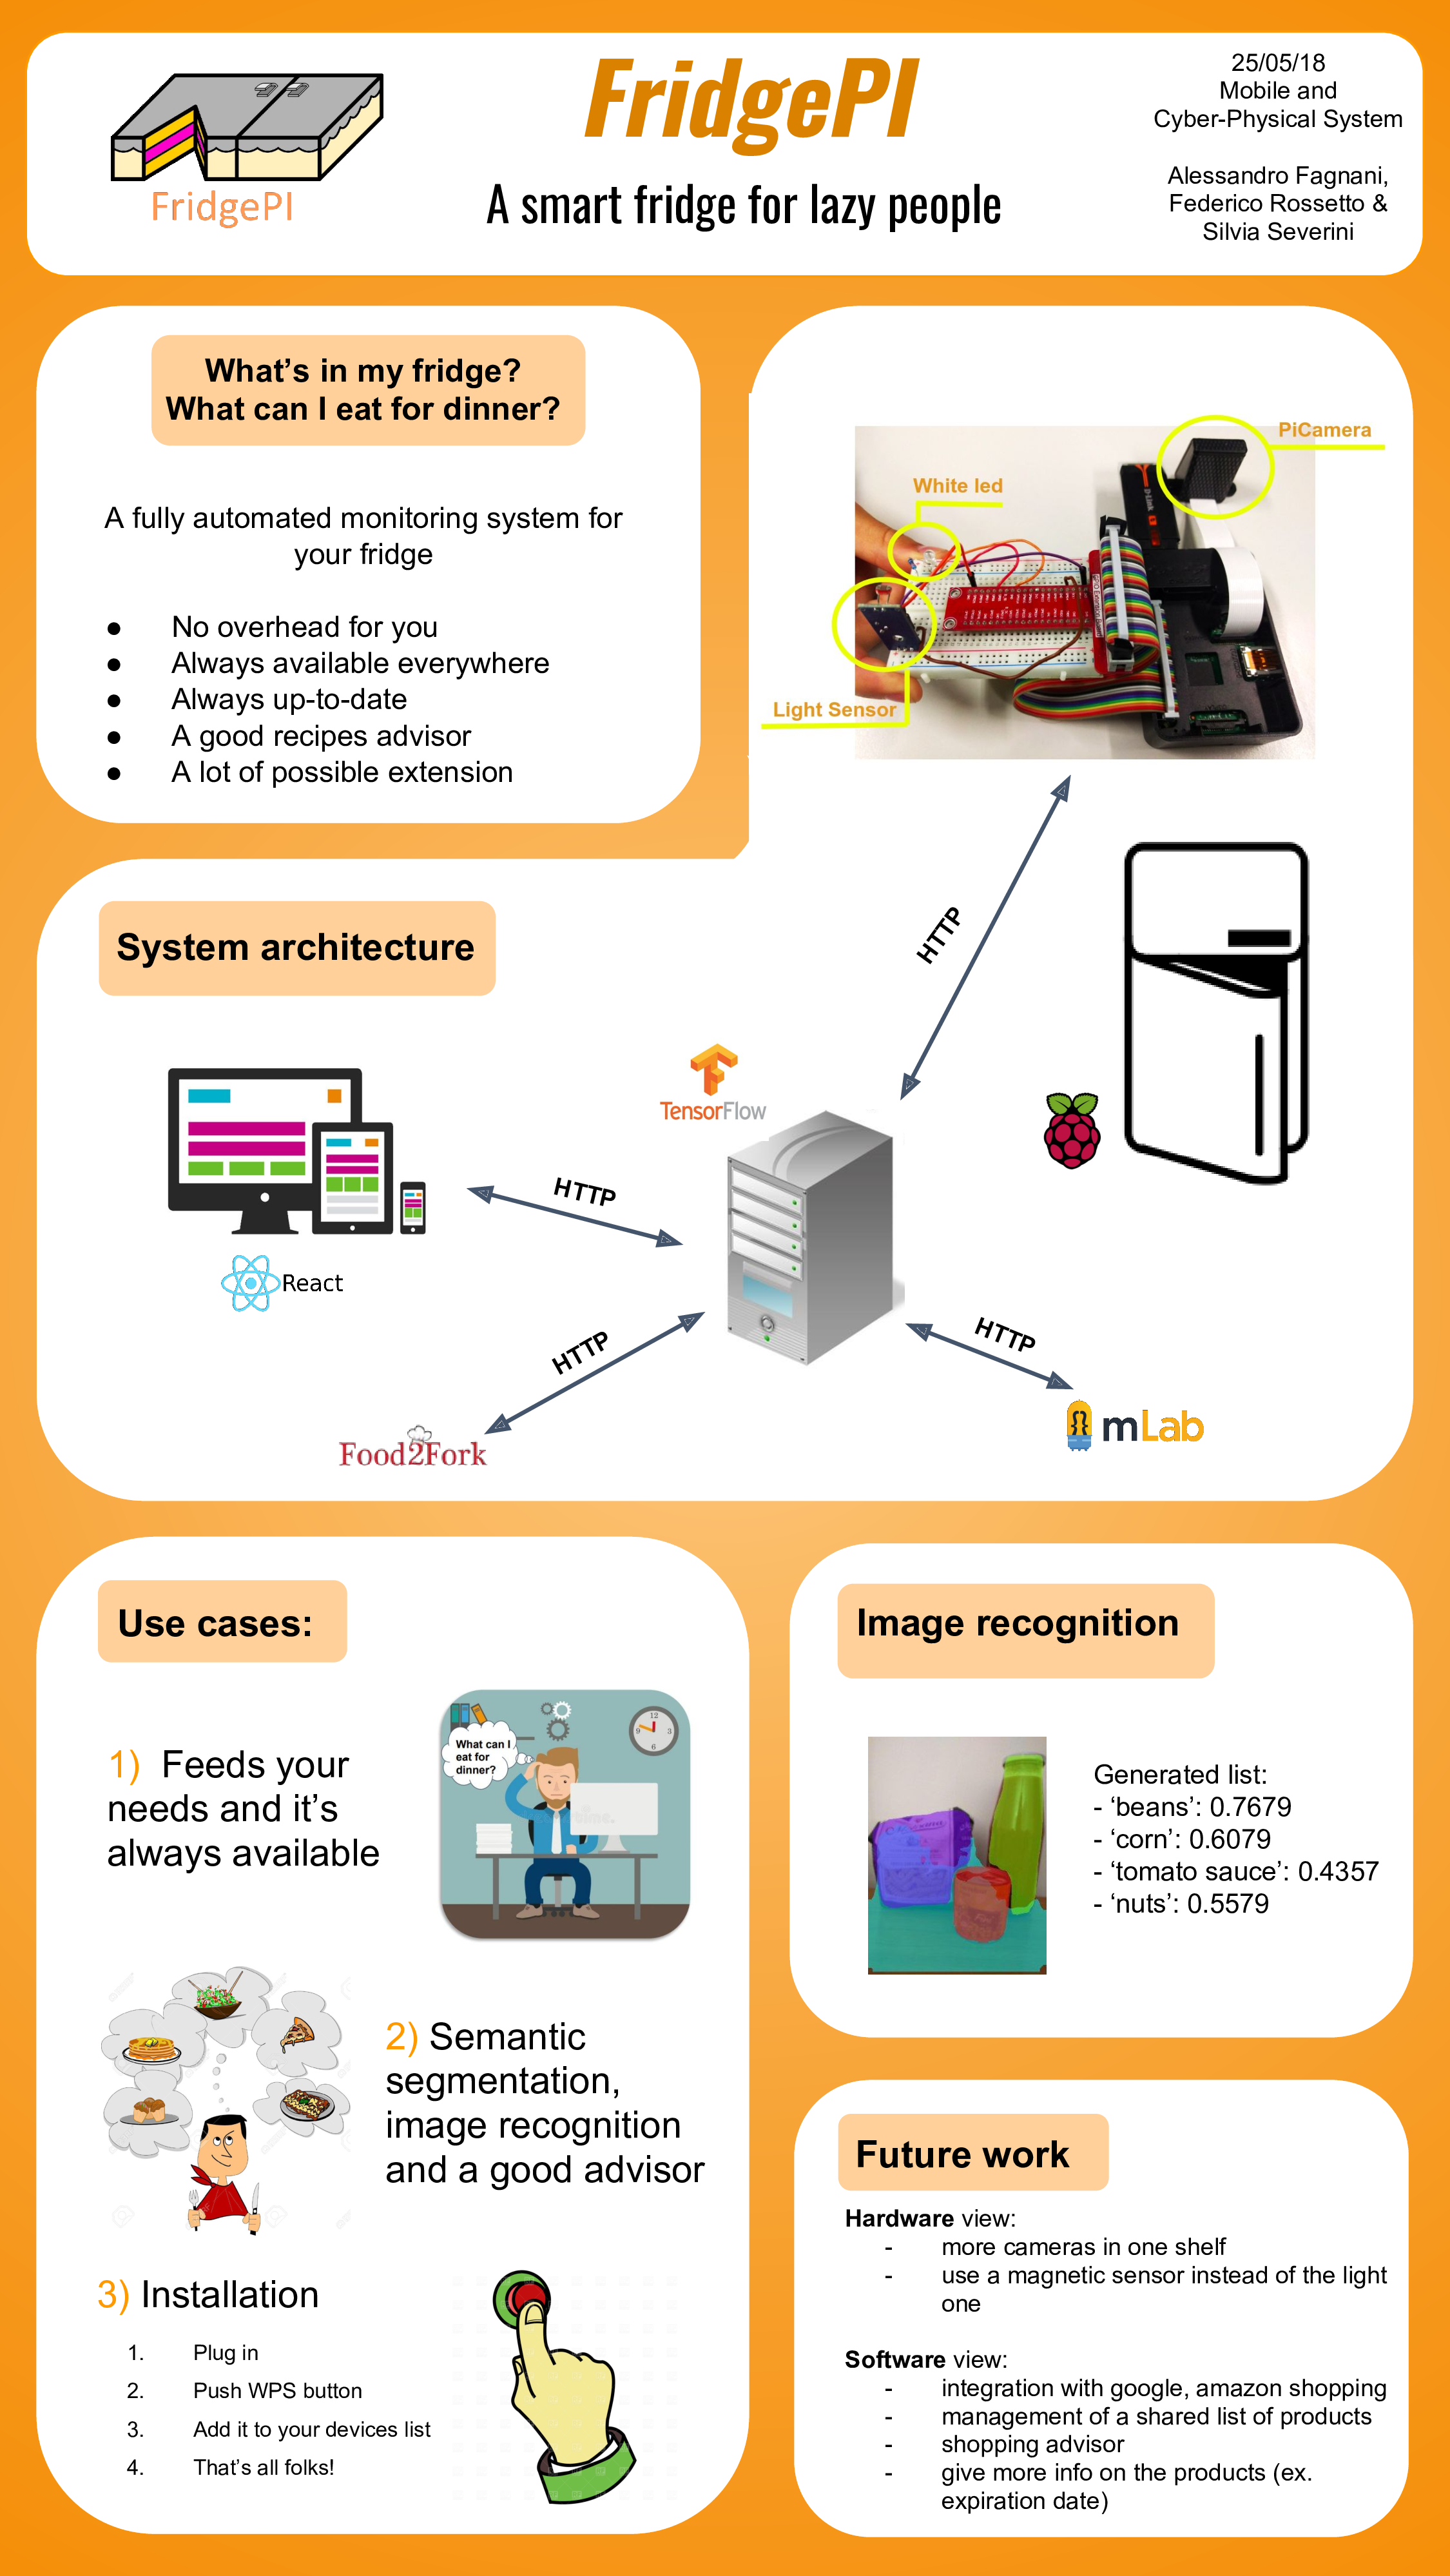 FridgePI
FridgePI
A smart fridge for lazy people
25/05/18
Mobile and
Cyber-Physical System
Alessandro Fagnani,
Federico Rossetto &
Silvia Severini
What's in my fridge?
What can I eat for dinner?
A fully automated monitoring system for
your fridge
● No overhead for you
● Always available everywhere
● Always up-to-date
● A good recipes advisor
● A lot of possible extension
PiCamera
White led
Light Sensor
D-Link
System architecture
HTTP
TensorFlow
HTTP
React
HTTP
HTTP
Food2Fork
mLab
Use cases:
1) Feeds your
needs and it's
always available
What can I
eat for
dinner?
12
9 3
6
time.
2) Semantic
segmentation,
image recognition
and a good advisor
3) Installation
1. Plug in
2. Push WPS button
3. Add it to your devices list
4. That's all folks!
Image recognition
Generated list:
- ‘beans’: 0.7679
- ‘corn’: 0.6079
- ‘tomato sauce’: 0.4357
- ‘nuts’: 0.5579
Future work
Hardware view:
- more cameras in one shelf
- use a magnetic sensor instead of the light
one
Software view:
- integration with google, amazon shopping
- management of a shared list of products
- shopping advisor
- give more info on the products (ex.
expiration date)